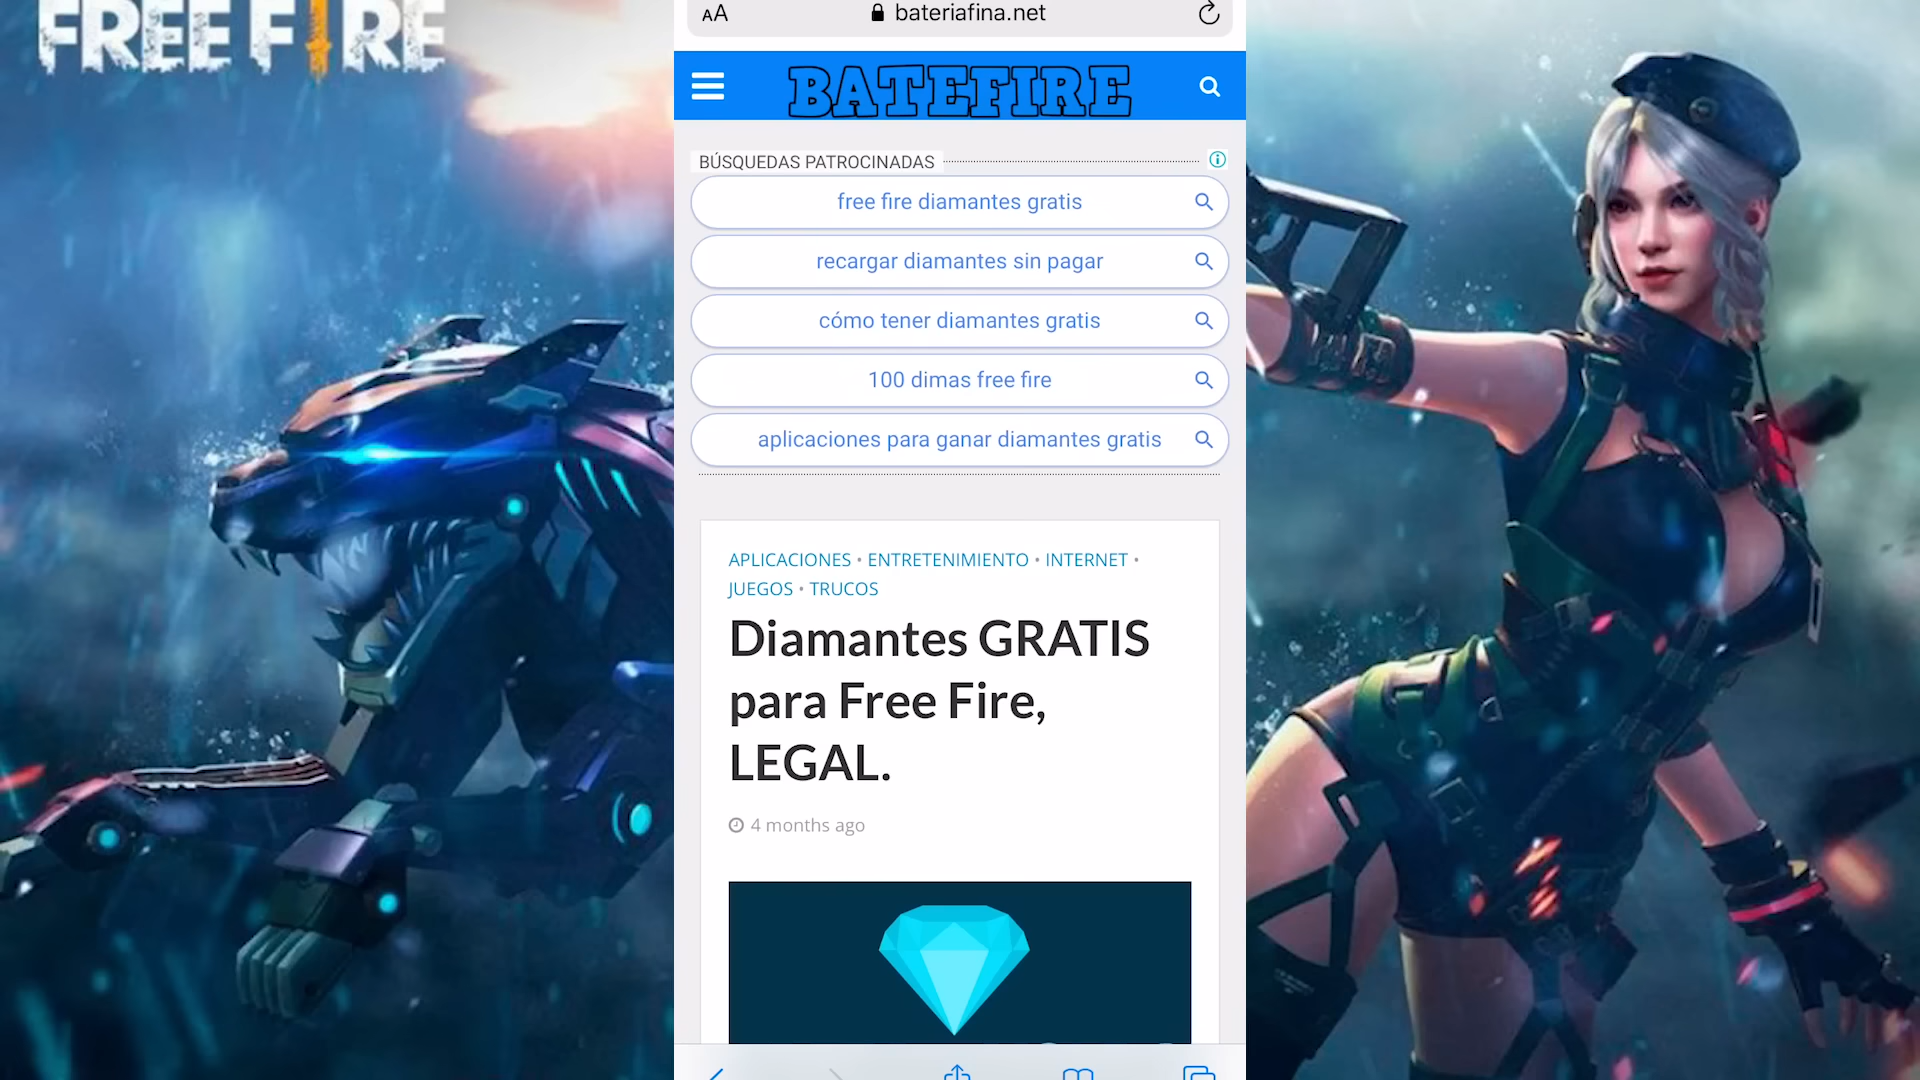 FREE FIRE
AA bateriafina.net
BATEFIRE
BÚSQUEDAS PATROCINADAS
free fire diamantes gratis
recargar diamantes sin pagar
cómo tener diamantes gratis
100 dimas free fire
aplicaciones para ganar diamantes gratis
APLICACIONES • ENTRETENIMIENTO • INTERNET •
JUEGOS • TRUCOS
Diamantes GRATIS
para Free Fire,
LEGAL.
4 months ago